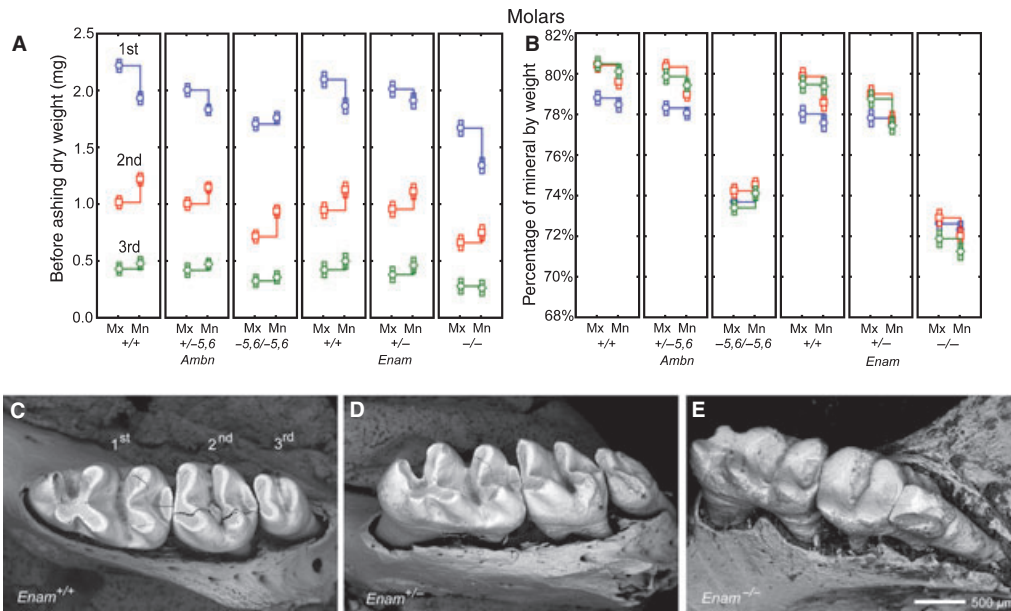 Molars
A
Before ashing dry weight (mg)
2.5
2.0
1.5
1.0
0.5
0.0
1st
2nd
3rd
Mx Mn Mx Mn Mx Mn Mx Mn Mx Mn Mx Mn
+/+ +/–5,6 –5,6/–5,6 +/+ +/– –/–
Ambn Enam
B
Percentage of mineral by weight
82%
80%
78%
76%
74%
72%
70%
68%
Mx Mn Mx Mn Mx Mn Mx Mn Mx Mn Mx Mn
+/+ +/–5,6 –5,6/–5,6 +/+ +/– –/–
Ambn Enam
C
1st 2nd 3rd
Enam+/+
D
Enam+/–
E
Enam–/–
500 μm